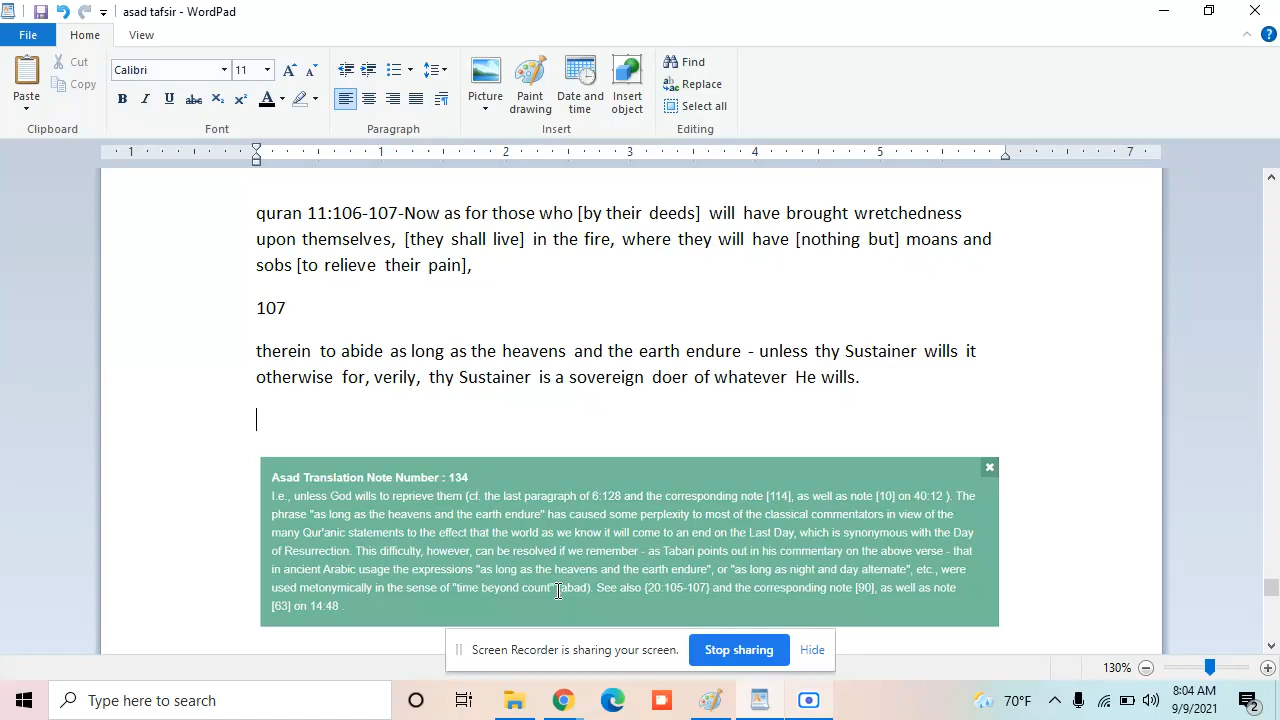 asad tafsir - WordPad
File Home View
Paste Cut Copy Clipboard
Calibri 11 Font
Paragraph
Picture Paint drawing Date and time Insert object Insert
Find Replace Select all Editing
1 1 2 3 4 5 7
quran 11:106-107-Now as for those who [by their deeds] will have brought wretchedness
upon themselves, [they shall live] in the fire, where they will have [nothing but] moans and
sobs [to relieve their pain],
107
therein to abide as long as the heavens and the earth endure - unless thy Sustainer wills it
otherwise for, verily, thy Sustainer is a sovereign doer of whatever He wills.
Asad Translation Note Number : 134
I.e., unless God wills to reprieve them (cf. the last paragraph of 6:128 and the corresponding note [114], as well as note [10] on 40:12 ). The
phrase "as long as the heavens and the earth endure" has caused some perplexity to most of the classical commentators in view of the
many Qur'anic statements to the effect that the world as we know it will come to an end on the Last Day, which is synonymous with the Day
of Resurrection. This difficulty, however, can be resolved if we remember - as Tabari points out in his commentary on the above verse - that
in ancient Arabic usage the expressions "as long as the heavens and the earth endure", or "as long as night and day alternate", etc., were
used metonymically in the sense of "time beyond count" (abad). See also {20:105-107} and the corresponding note [90], as well as note
[63] on 14:48 .
Screen Recorder is sharing your screen. Stop sharing Hide
130%
Type here to search 70°F 8:04 AM
9/9/2021 2